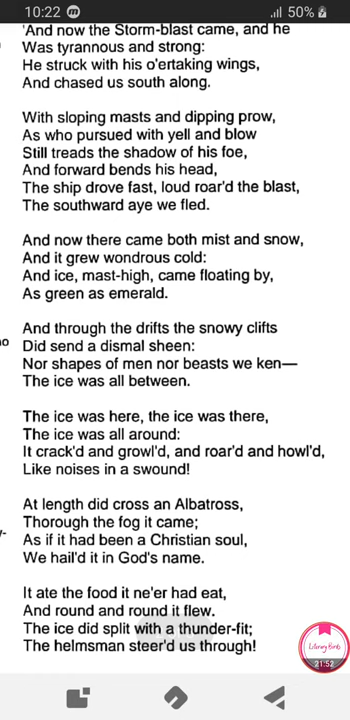 10:22 m 50%
'And now the Storm-blast came, and he
Was tyrannous and strong:
He struck with his o'ertaking wings,
And chased us south along.
With sloping masts and dipping prow,
As who pursued with yell and blow
Still treads the shadow of his foe,
And forward bends his head,
The ship drove fast, loud roar'd the blast,
The southward aye we fled.
And now there came both mist and snow,
And it grew wondrous cold:
And ice, mast-high, came floating by,
As green as emerald.
And through the drifts the snowy clifts
Did send a dismal sheen:
Nor shapes of men nor beasts we ken—
The ice was all between.
The ice was here, the ice was there,
The ice was all around:
It crack'd and growl'd, and roar'd and howl'd,
Like noises in a swound!
At length did cross an Albatross,
Thorough the fog it came;
As if it had been a Christian soul,
We hail'd it in God's name.
It ate the food it ne'er had eat,
And round and round it flew.
The ice did split with a thunder-fit;
The helmsman steer'd us through!
Literary Birds
21:52